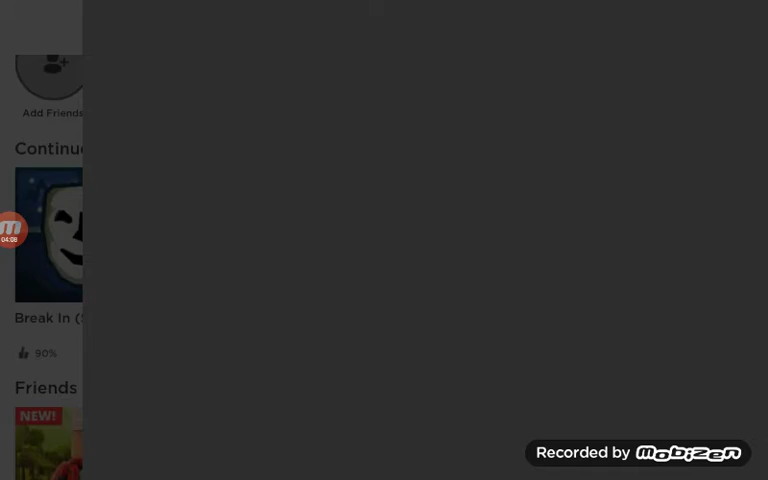 Add Friends
Continue
m
04:08
Break In (S
90%
Friends
NEW!
Recorded by mobizen